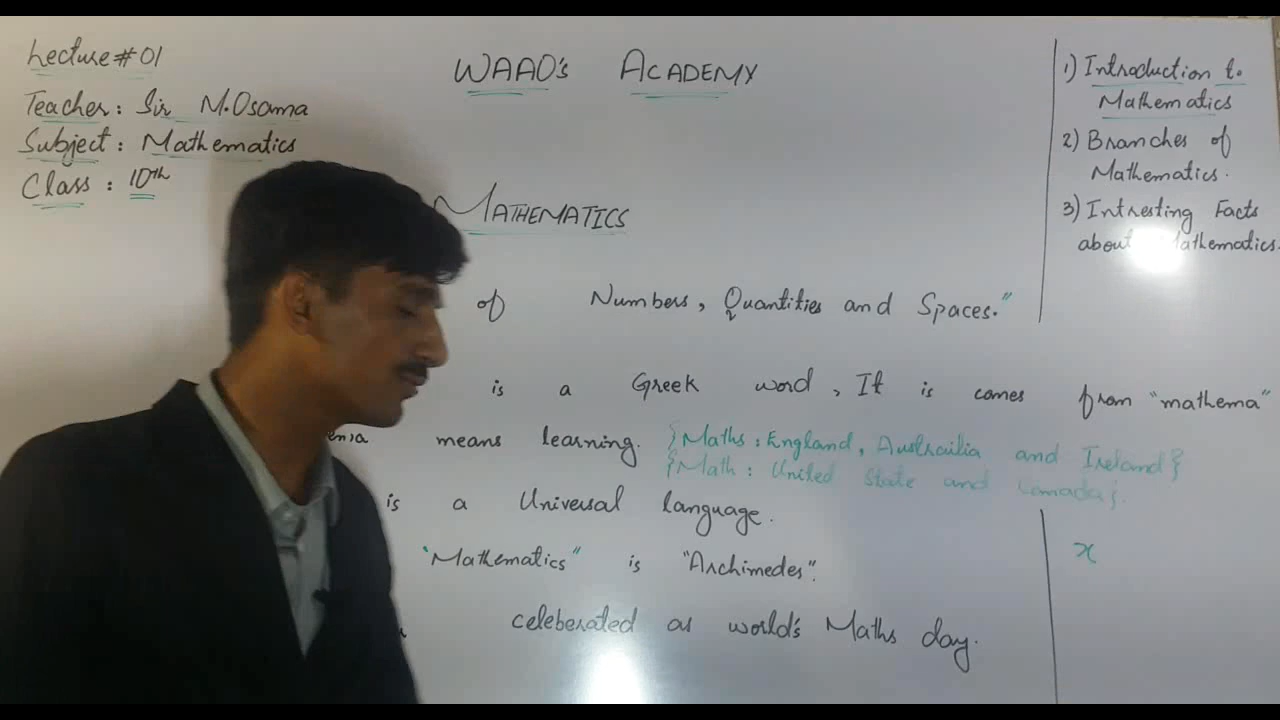 Lecture # 01
Teacher: Sir M.Osama
Subject: Mathematics
Class: 10th
WAAO's ACADEMY
MATHEMATICS
of Numbers, Quantities and Spaces."
is a Greek word, It is comes from "mathema"
means learning. {Maths: England, Austrailia and Ireland}
{Math: United State and Canada}.
is a Universal language.
"Mathematics" is "Archimedes".
celeberated as world's Maths day.
1) Introduction to
Mathematics
2) Branches of
Mathematics.
3) Intresting Facts
about Mathematics.
x